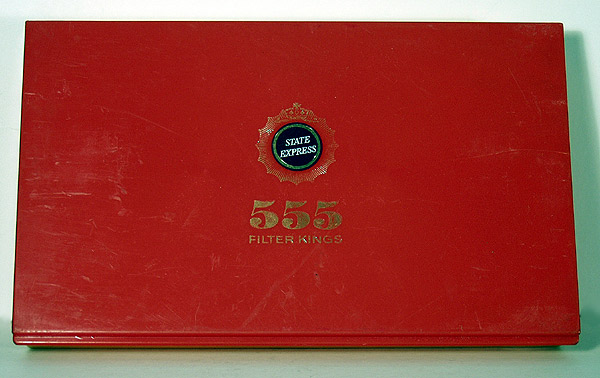 STATE
EXPRESS
555
FILTER KINGS